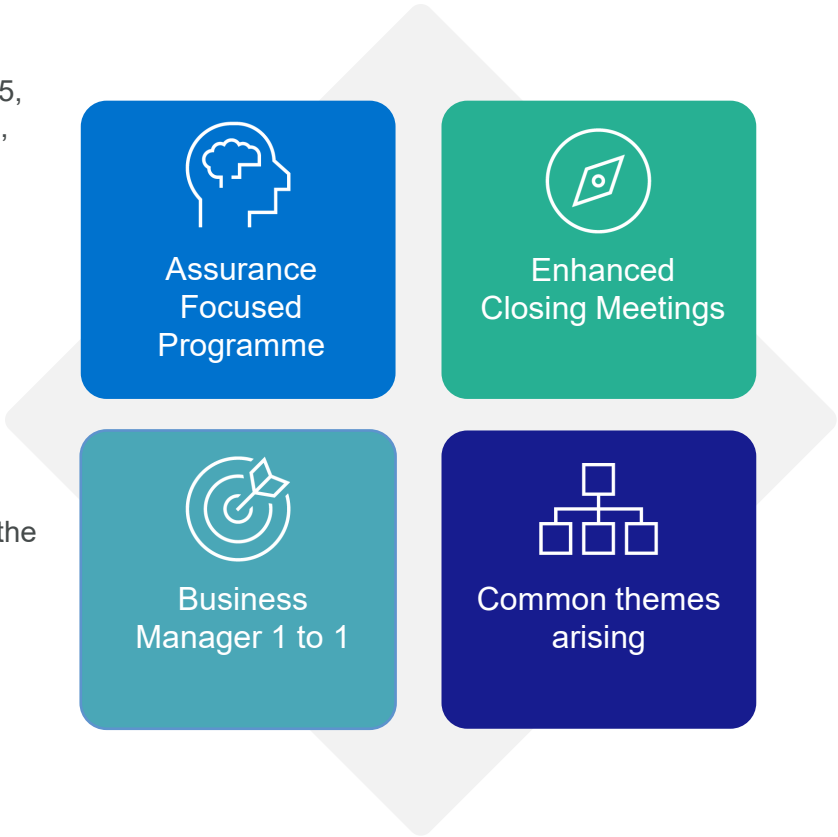 5,
,
Assurance
Focused
Programme
Enhanced
Closing Meetings
the
Business
Manager 1 to 1
Common themes
arising